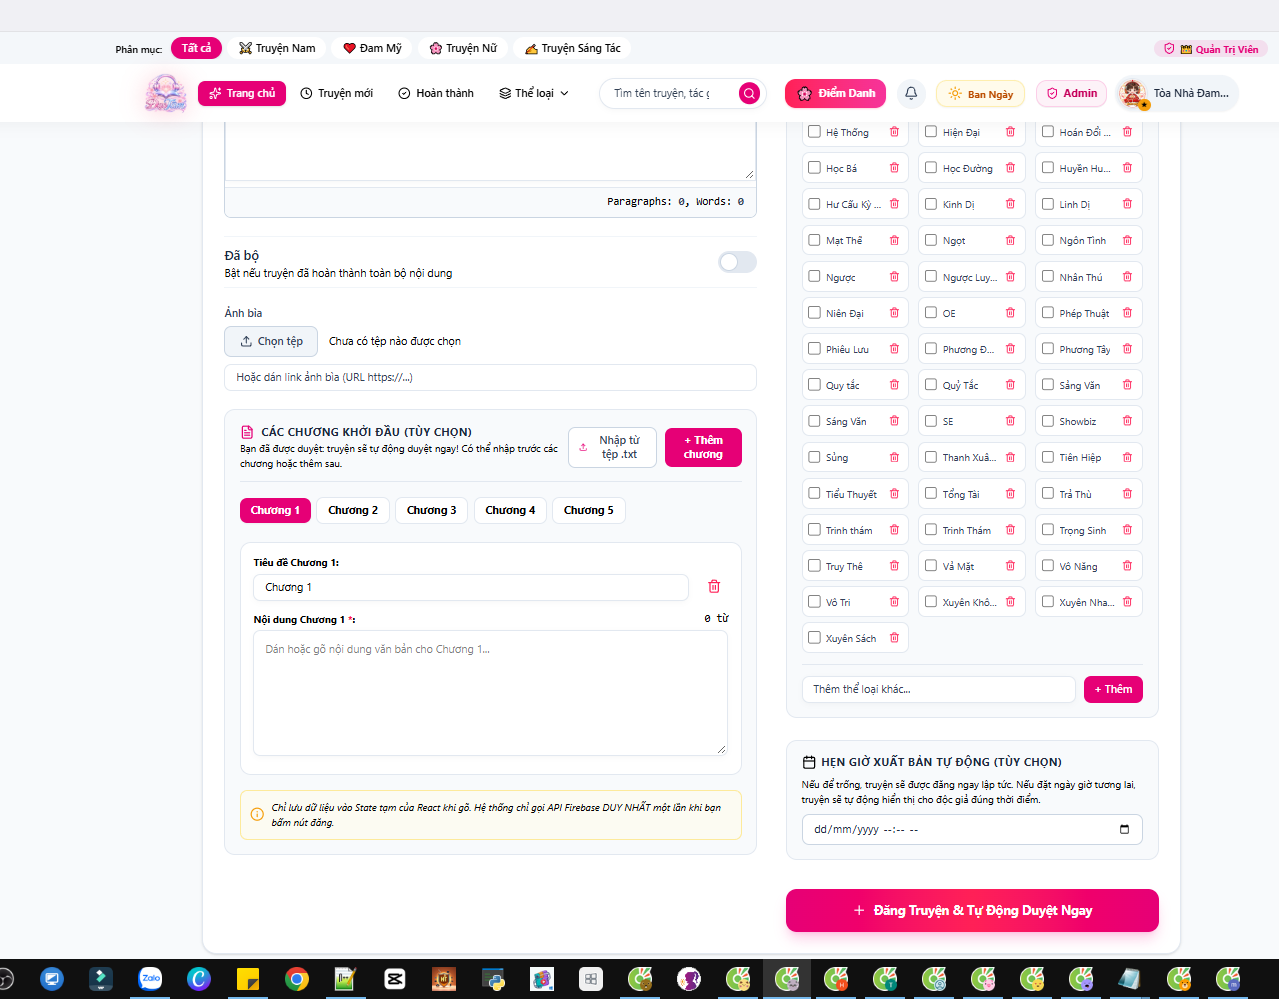 Phân mục:
Tất cả
Truyện Nam
Đam Mỹ
Truyện Nữ
Truyện Sáng Tác
Quản Trị Viên
Trang chủ
Truyện mới
Hoàn thành
Thể loại
Tìm tên truyện, tác g
Điểm Danh
Ban Ngày
Admin
Tòa Nhà Đam...
Paragraphs: 0, Words: 0
Đã bộ
Bật nếu truyện đã hoàn thành toàn bộ nội dung
Ảnh bìa
Chọn tệp
Chưa có tệp nào được chọn
Hoặc dán link ảnh bìa (URL https://...)
CÁC CHƯƠNG KHỞI ĐẦU (TÙY CHỌN)
Bạn đã được duyệt: truyện sẽ tự động duyệt ngay! Có thể nhập trước các
chương hoặc thêm sau.
Nhập từ
tệp .txt
+ Thêm
chương
Chương 1
Chương 2
Chương 3
Chương 4
Chương 5
Tiêu đề Chương 1:
Chương 1
Nội dung Chương 1 *:
0 từ
Dán hoặc gõ nội dung văn bản cho Chương 1...
Chỉ lưu dữ liệu vào State tạm của React khi gõ. Hệ thống chỉ gọi API Firebase DUY NHẤT một lần khi bạn
bấm nút đăng.
Hệ Thống
Hiện Đại
Hoán Đổi ...
Học Bá
Học Đường
Huyền Hu...
Hư Cấu Kỳ ...
Kinh Dị
Linh Dị
Mạt Thế
Ngọt
Ngôn Tình
Ngược
Ngược Luy...
Nhân Thú
Niên Đại
OE
Phép Thuật
Phiêu Lưu
Phương Đ...
Phương Tây
Quy tắc
Quỷ Tắc
Sảng Văn
Sáng Văn
SE
Showbiz
Sủng
Thanh Xuâ...
Tiên Hiệp
Tiểu Thuyết
Tổng Tài
Trả Thù
Trinh thám
Trinh Thám
Trọng Sinh
Truy Thê
Vả Mặt
Vô Năng
Vô Tri
Xuyên Khô...
Xuyên Nha...
Xuyên Sách
Thêm thể loại khác...
+ Thêm
HẸN GIỜ XUẤT BẢN TỰ ĐỘNG (TÙY CHỌN)
Nếu để trống, truyện sẽ được đăng ngay lập tức. Nếu đặt ngày giờ tương lai,
truyện sẽ tự động hiển thị cho độc giả đúng thời điểm.
dd/mm/yyyy --:-- --
+ Đăng Truyện & Tự Động Duyệt Ngay
Zalo